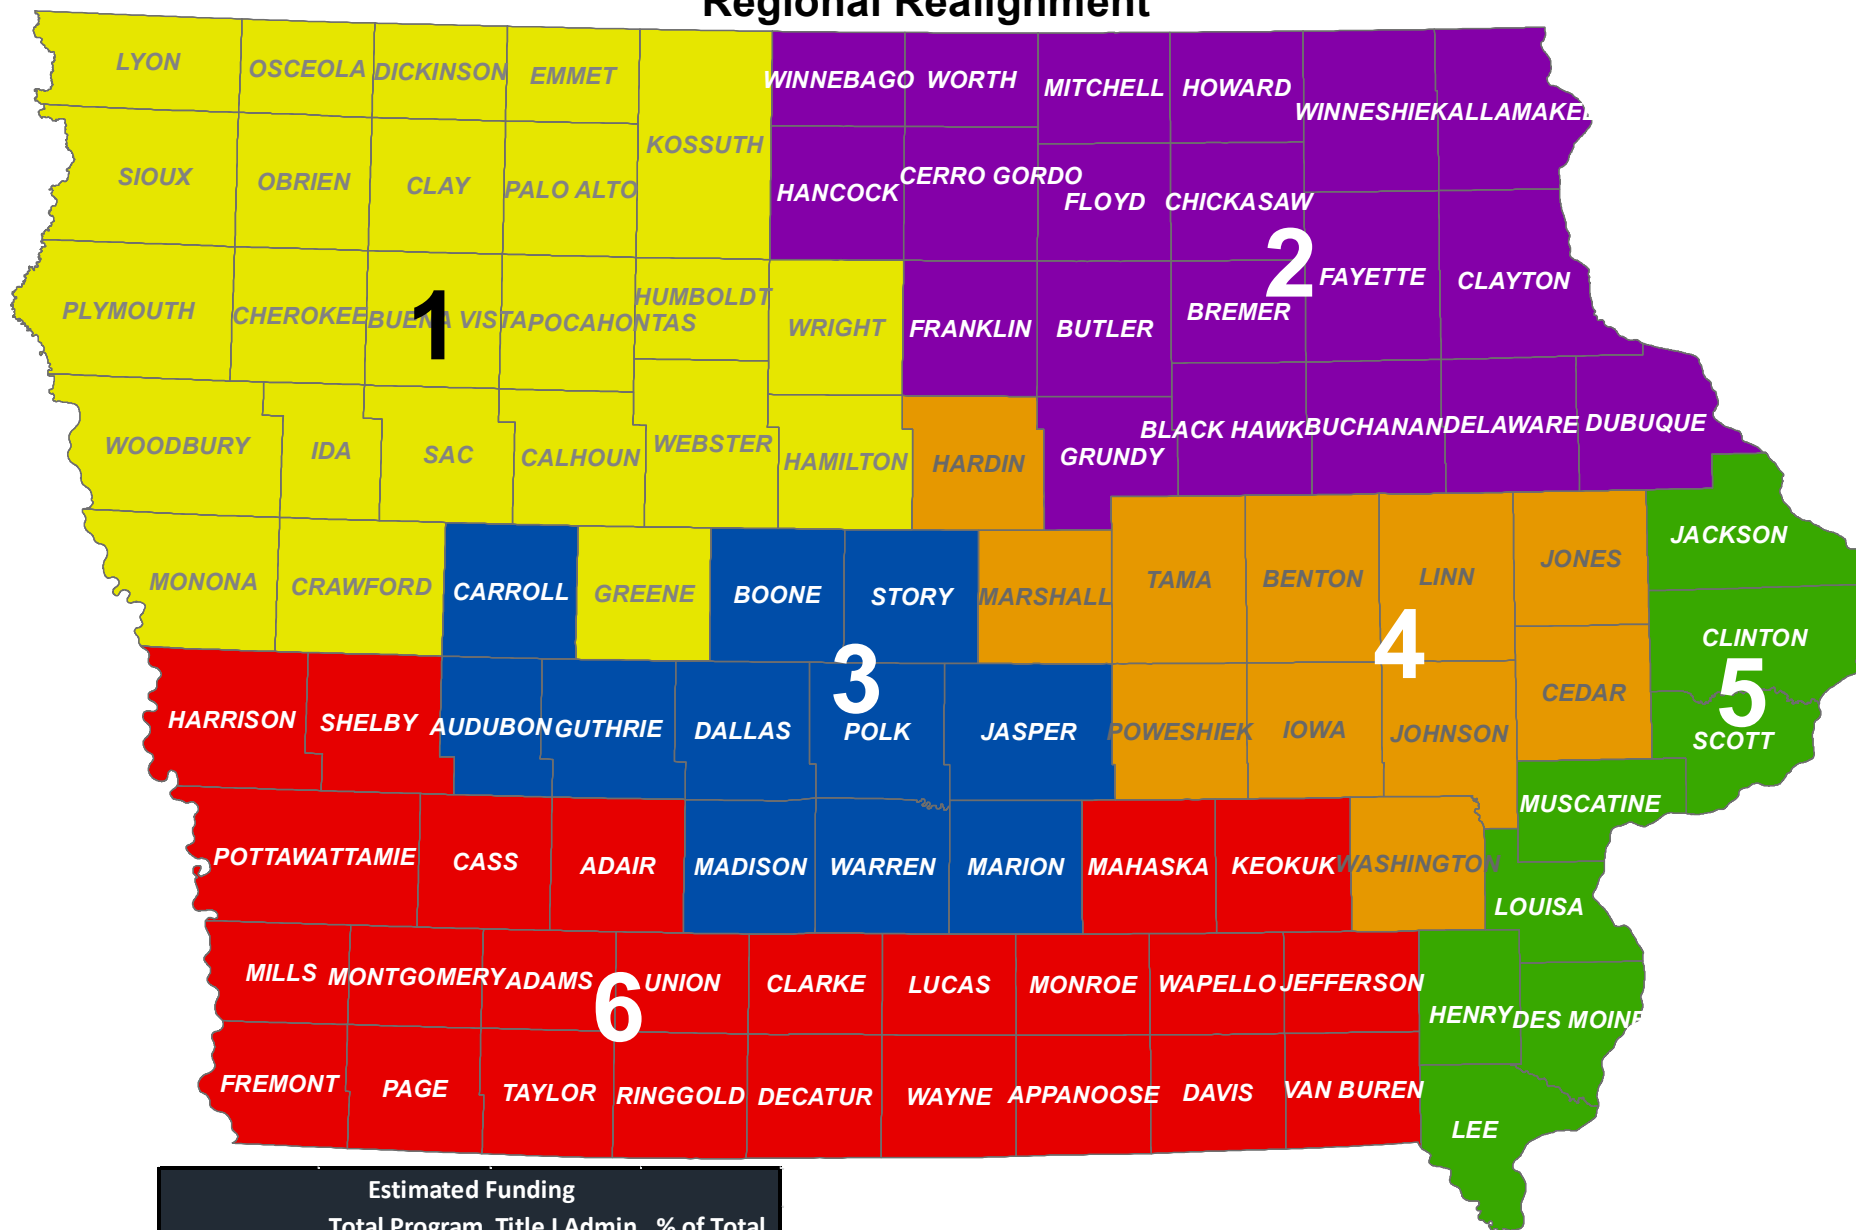 Regional Realignment
LYON
OSCEOLA
DICKINSON
EMMET
KOSSUTH
WINNEBAGO
WORTH
MITCHELL
HOWARD
WINNESHIEK
ALLAMAKEE
SIOUX
OBRIEN
CLAY
PALO ALTO
HANCOCK
CERRO GORDO
FLOYD
CHICKASAW
2
FAYETTE
CLAYTON
PLYMOUTH
CHEROKEE
1
BUENA VISTA
POCAHONTAS
HUMBOLDT
WRIGHT
FRANKLIN
BUTLER
BREMER
WOODBURY
IDA
SAC
CALHOUN
WEBSTER
HAMILTON
HARDIN
GRUNDY
BLACK HAWK
BUCHANAN
DELAWARE
DUBUQUE
MONONA
CRAWFORD
CARROLL
GREENE
BOONE
STORY
MARSHALL
TAMA
BENTON
LINN
JONES
JACKSON
3
4
CLINTON
5
CEDAR
SCOTT
HARRISON
SHELBY
AUDUBON
GUTHRIE
DALLAS
POLK
JASPER
POWESHIEK
IOWA
JOHNSON
MUSCATINE
POTTAWATTAMIE
CASS
ADAIR
MADISON
WARREN
MARION
MAHASKA
KEOKUK
WASHINGTON
LOUISA
MILLS
MONTGOMERY
ADAMS
6
UNION
CLARKE
LUCAS
MONROE
WAPELLO
JEFFERSON
HENRY
DES MOINE
FREMONT
PAGE
TAYLOR
RINGGOLD
DECATUR
WAYNE
APPANOOSE
DAVIS
VAN BUREN
LEE
Estimated Funding
Total Program Title I Admin % of Total